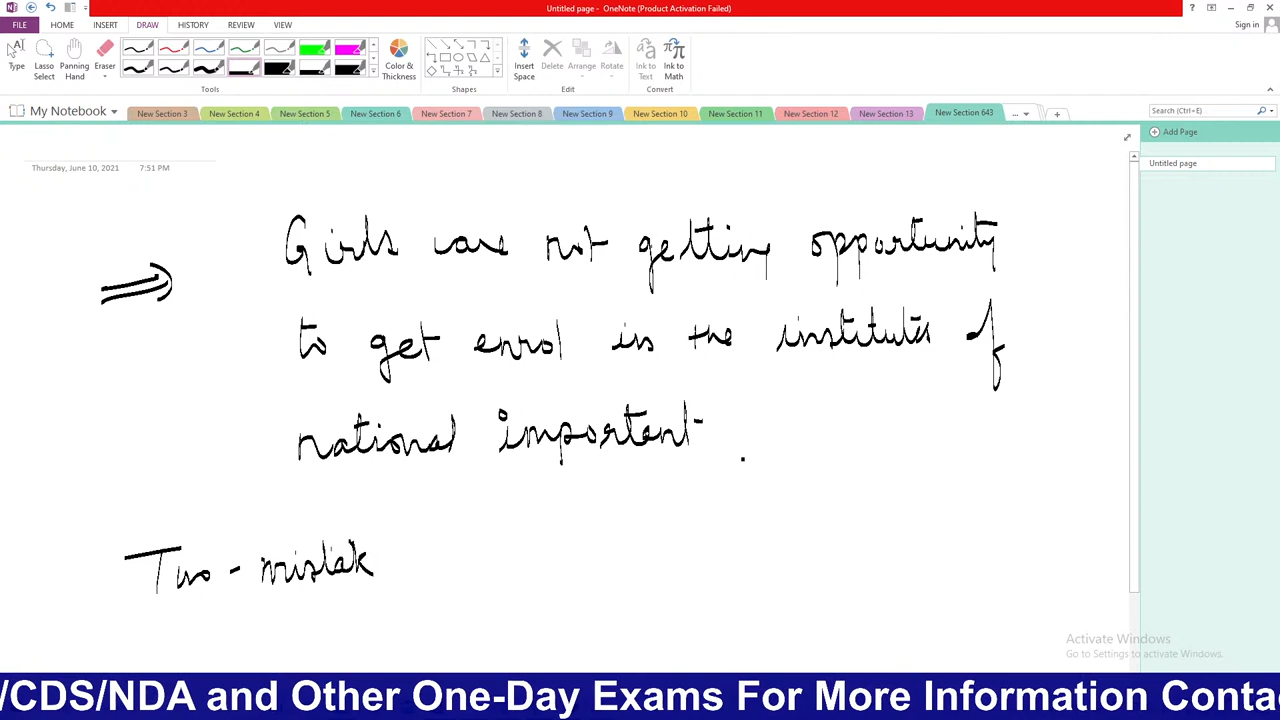 Untitled page - OneNote (Product Activation Failed)
Sign in
FILE HOME INSERT DRAW HISTORY REVIEW VIEW
Type
Lasso Select
Panning Hand
Eraser
Color & Thickness
Insert Space
Delete
Arrange
Rotate
Ink to Text
Ink to Math
Tools
Shapes
Edit
Convert
My Notebook
New Section 3 New Section 4 New Section 5 New Section 6 New Section 7 New Section 8 New Section 9 New Section 10 New Section 11 New Section 12 New Section 13 New Section 643 ...
Search (Ctrl+E)
Add Page
Untitled page
Thursday, June 10, 2021 7:51 PM
⇒ Girls are not getting opportunity
to get enrol in the institutes of
national important .
Two - mistak
Activate Windows
Go to Settings to activate Windows.
/CDS/NDA and Other One-Day Exams For More Information Conta